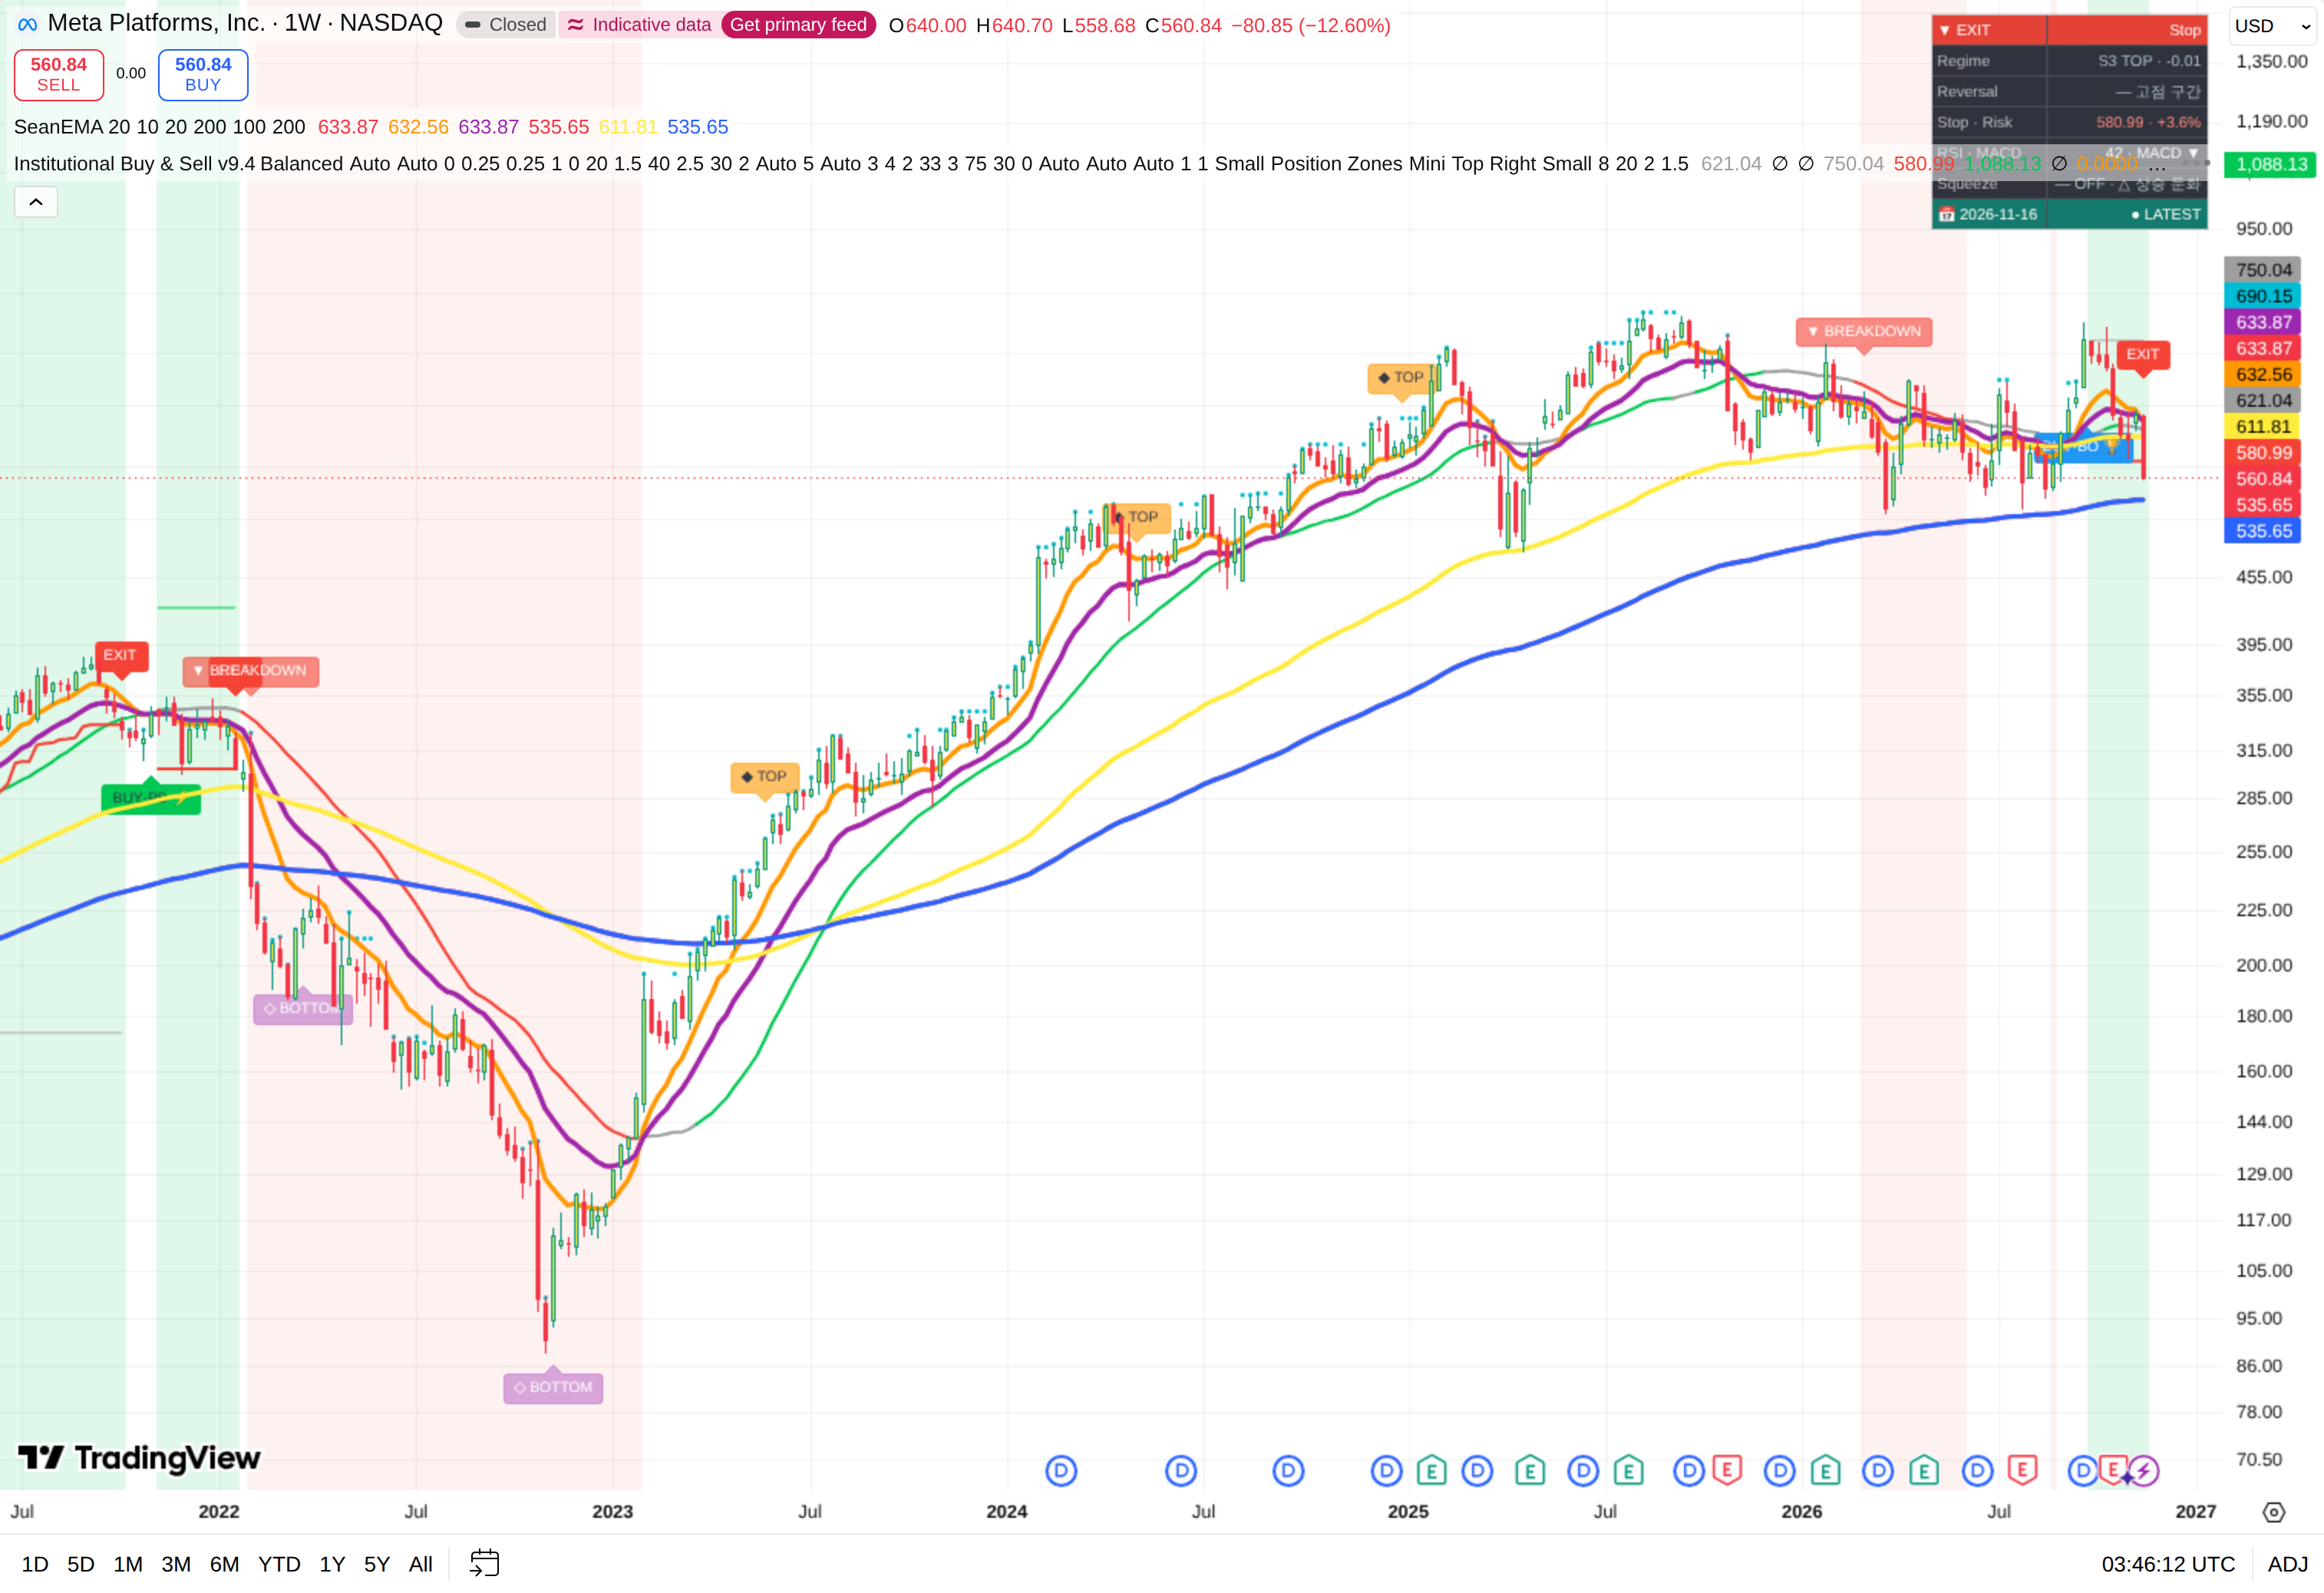 Meta Platforms, Inc. · 1W · NASDAQ Closed Indicative data Get primary feed O640.00 H640.70 L558.68 C560.84 −80.85 (−12.60%)
560.84 SELL 0.00 560.84 BUY
SeanEMA 20 10 20 200 100 200 633.87 632.56 633.87 535.65 611.81 535.65
Institutional Buy & Sell v9.4 Balanced Auto Auto 0 0.25 0.25 1 0 20 1.5 40 2.5 30 2 Auto 5 Auto 3 4 2 33 3 75 30 0 Auto Auto Auto 1 1 Small Position Zones Mini Top Right Small 8 20 2 1.5 621.04 ∅ ∅ 750.04 580.99 1,088.13 ∅ 0.0000 ...
▼ EXIT Stop
Regime S3 TOP · -0.01
Reversal — 고점 구간
Stop · Risk 580.99 · +3.6%
RSI · MACD 42 · MACD ▼
Squeeze — OFF · △ 상승 둔화
2026-11-16 ● LATEST
USD
1,350.00
1,190.00
1,088.13
950.00
750.04
690.15
633.87
633.87
632.56
621.04
611.81
580.99
560.84
535.65
535.65
455.00
395.00
355.00
315.00
285.00
255.00
225.00
200.00
180.00
160.00
144.00
129.00
117.00
105.00
95.00
86.00
78.00
70.50
▼ BREAKDOWN
EXIT
◆ TOP
◆ TOP
EXIT
▼ BREAKDOWN
◆ TOP
◇ BOTTOM
◇ BOTTOM
TradingView
D D D D E D E D E D E D E D E D E D E
Jul 2022 Jul 2023 Jul 2024 Jul 2025 Jul 2026 Jul 2027
1D 5D 1M 3M 6M YTD 1Y 5Y All 03:46:12 UTC ADJ